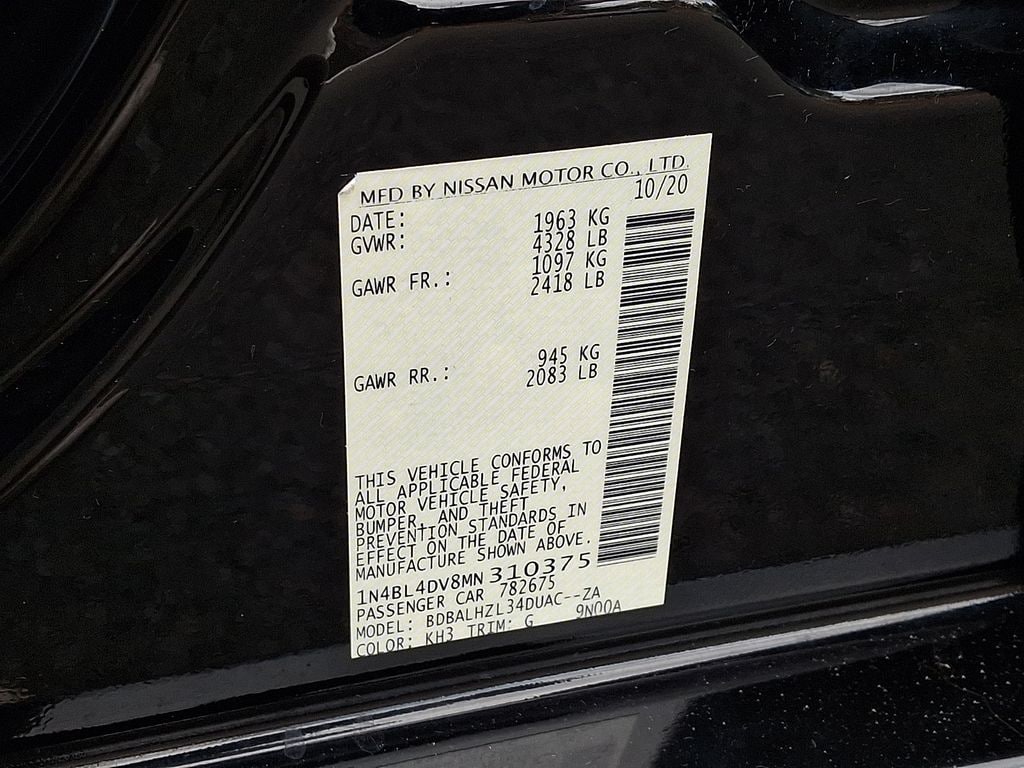 MFD BY NISSAN MOTOR CO., LTD.
10/20
DATE: 1963 KG
GVWR: 4328 LB
1097 KG
GAWR FR.: 2418 LB
945 KG
GAWR RR.: 2083 LB
THIS VEHICLE CONFORMS TO
ALL APPLICABLE FEDERAL
MOTOR VEHICLE SAFETY,
BUMPER, AND THEFT
PREVENTION STANDARDS IN
EFFECT ON THE DATE OF
MANUFACTURE SHOWN ABOVE.
1N4BL4DV8MN310375
PASSENGER CAR 782675
MODEL: BDBALHZL34DUAC--ZA
COLOR: KH3 TRIM: G 9N00A